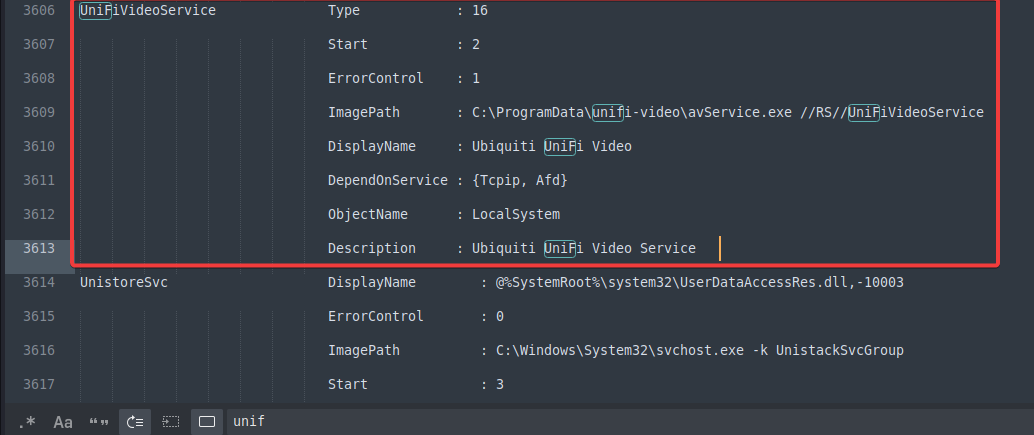 3606 UniFiVideoService Type : 16
3607 Start : 2
3608 ErrorControl : 1
3609 ImagePath : C:\ProgramData\unifi-video\avService.exe //RS//UniFiVideoService
3610 DisplayName : Ubiquiti UniFi Video
3611 DependOnService : {Tcpip, Afd}
3612 ObjectName : LocalSystem
3613 Description : Ubiquiti UniFi Video Service
3614 UnistoreSvc DisplayName : @%SystemRoot%\system32\UserDataAccessRes.dll,-10003
3615 ErrorControl : 0
3616 ImagePath : C:\Windows\System32\svchost.exe -k UnistackSvcGroup
3617 Start : 3
.* Aa “” unif